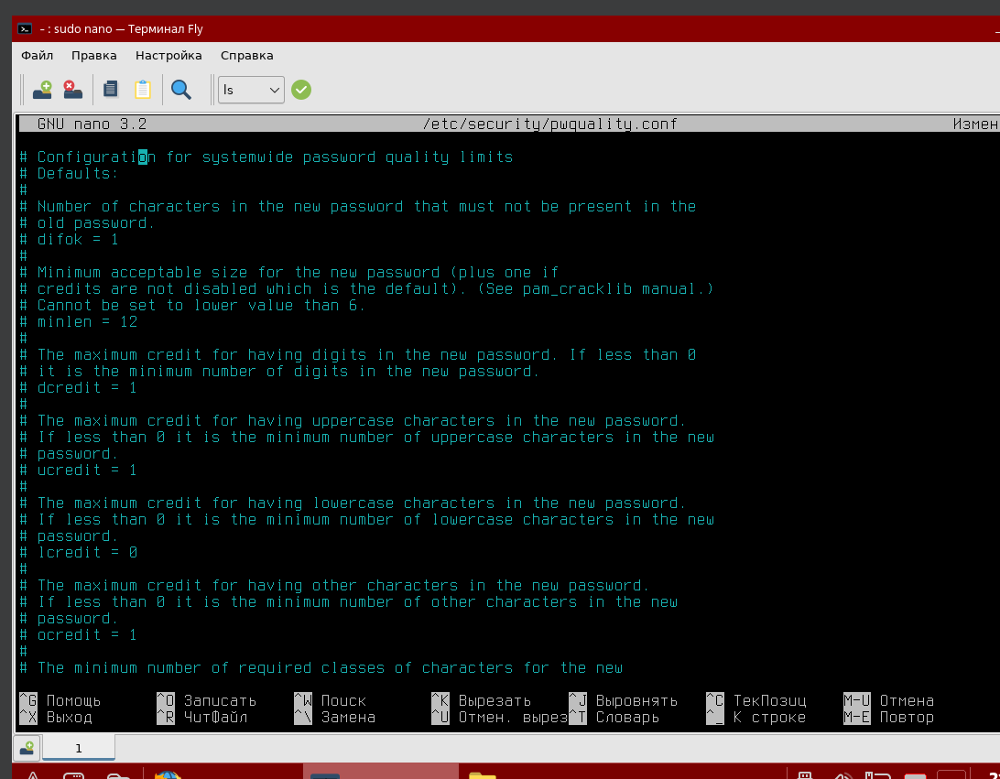 - : sudo nano — Терминал Fly
Файл Правка Настройка Справка
ls
GNU nano 3.2 /etc/security/pwquality.conf Измен
# Configuration for systemwide password quality limits
# Defaults:
#
# Number of characters in the new password that must not be present in the
# old password.
# difok = 1
#
# Minimum acceptable size for the new password (plus one if
# credits are not disabled which is the default). (See pam_cracklib manual.)
# Cannot be set to lower value than 6.
# minlen = 12
#
# The maximum credit for having digits in the new password. If less than 0
# it is the minimum number of digits in the new password.
# dcredit = 1
#
# The maximum credit for having uppercase characters in the new password.
# If less than 0 it is the minimum number of uppercase characters in the new
# password.
# ucredit = 1
#
# The maximum credit for having lowercase characters in the new password.
# If less than 0 it is the minimum number of lowercase characters in the new
# password.
# lcredit = 0
#
# The maximum credit for having other characters in the new password.
# If less than 0 it is the minimum number of other characters in the new
# password.
# ocredit = 1
#
# The minimum number of required classes of characters for the new
^G Помощь ^O Записать ^W Поиск ^K Вырезать ^J Выровнять ^C ТекПозиц M-U Отмена
^X Выход ^R ЧитФайл ^\ Замена ^U Отмен. вырез ^T Словарь ^_ К строке M-E Повтор
1